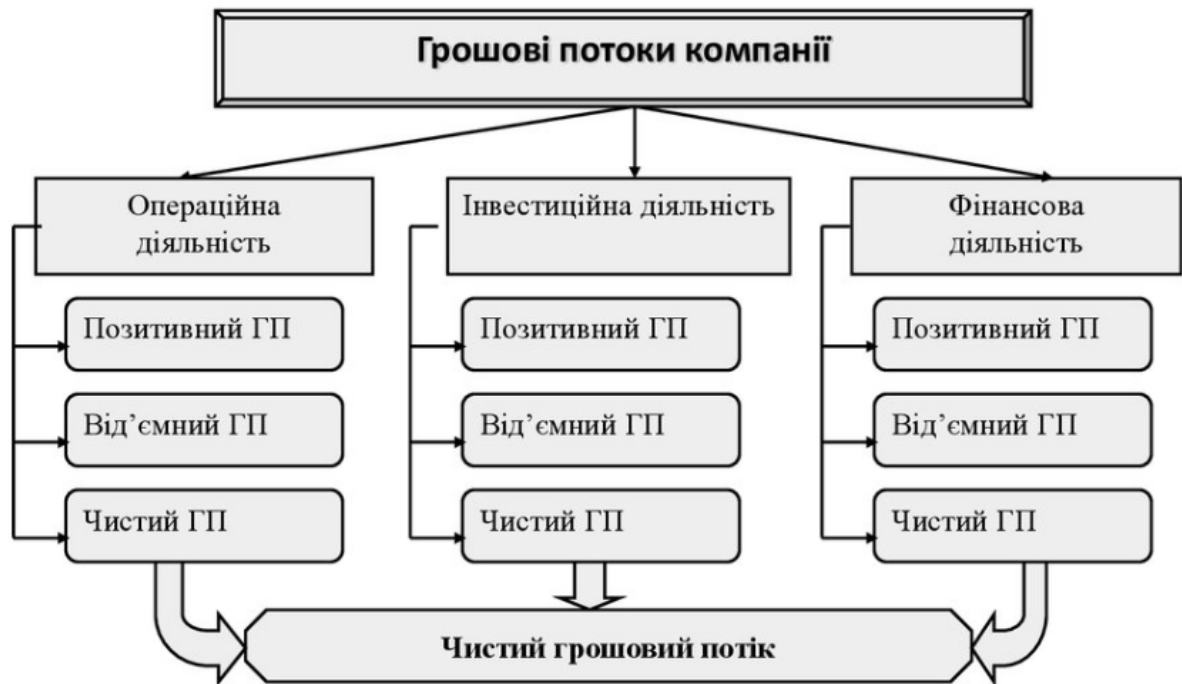 Грошові потоки компанії
Операційна
діяльність
Позитивний ГП
Від’ємний ГП
Чистий ГП
Інвестиційна діяльність
Позитивний ГП
Від’ємний ГП
Чистий ГП
Фінансова
діяльність
Позитивний ГП
Від’ємний ГП
Чистий ГП
Чистий грошовий потік